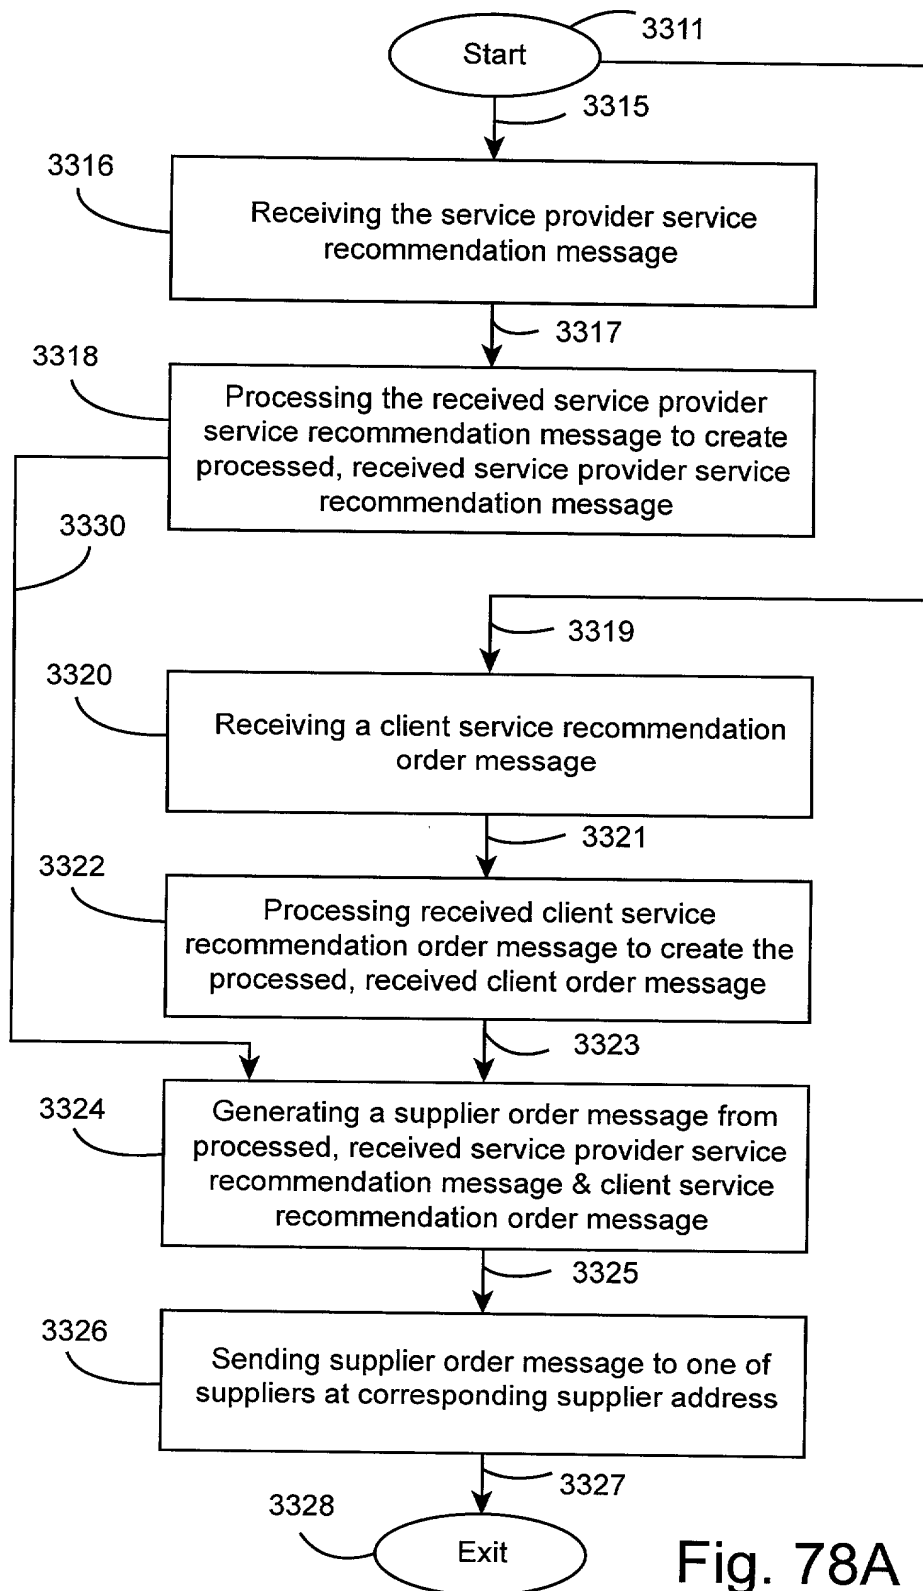 3311
Start
3315
3316
Receiving the service provider service
recommendation message
3317
3318
Processing the received service provider
service recommendation message to create
processed, received service provider service
recommendation message
3330
3319
3320
Receiving a client service recommendation
order message
3321
3322
Processing received client service
recommendation order message to create the
processed, received client order message
3323
3324
Generating a supplier order message from
processed, received service provider service
recommendation message & client service
recommendation order message
3325
3326
Sending supplier order message to one of
suppliers at corresponding supplier address
3327
3328
Exit
Fig. 78A